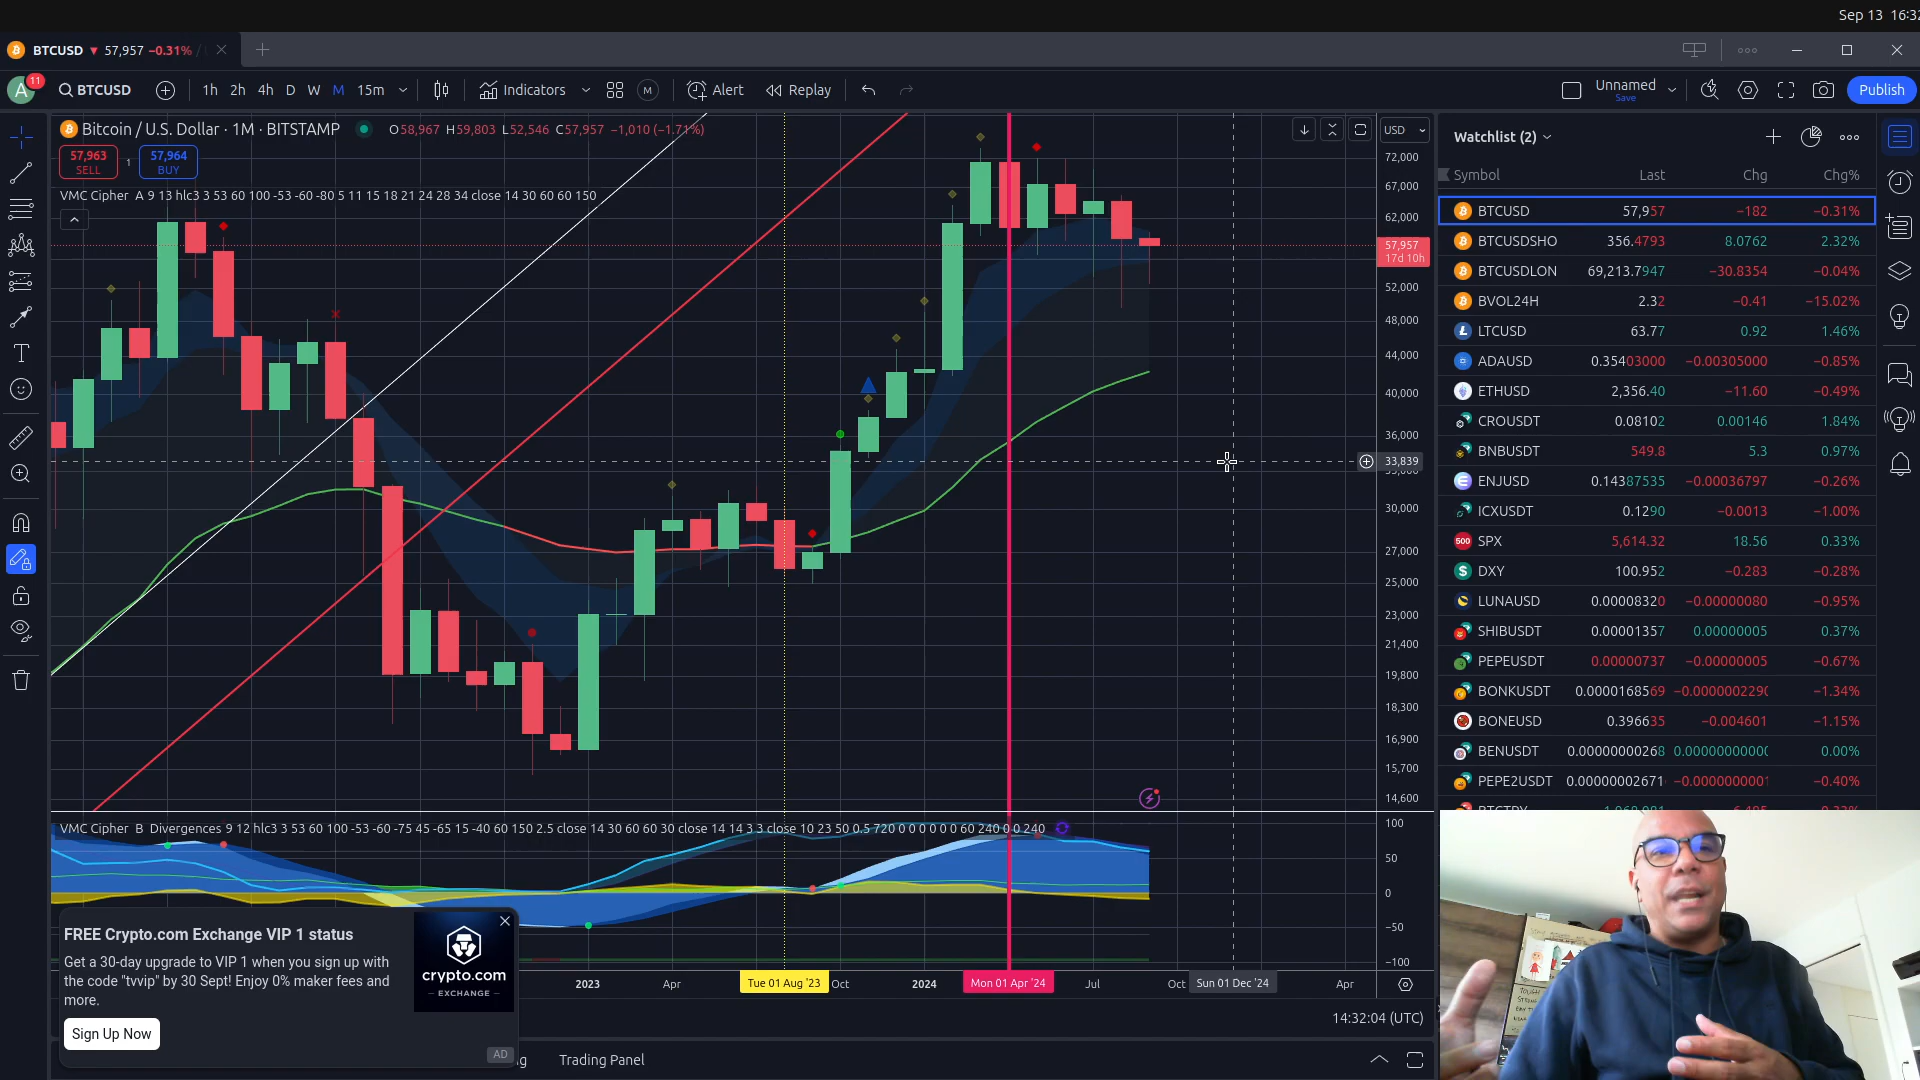 Sep 13 16:32
BTCUSD ▼ 57,957 −0.31% /
A 11 BTCUSD 1h 2h 4h D W M 15m Indicators M Alert Replay Unnamed Save Publish
Bitcoin / U.S. Dollar · 1M · BITSTAMP O58,967 H59,803 L52,546 C57,957 −1,010 (−1.71%)
57,963 SELL 1 57,964 BUY
VMC Cipher A 9 13 hlc3 3 53 60 100 -53 -60 -80 5 11 15 18 21 24 28 34 close 14 30 60 60 150
USD
72,000
67,000
62,000
57,957
17d 10h
52,000
48,000
44,000
40,000
36,000
33,839
30,000
27,000
25,000
23,000
21,400
19,800
18,300
16,900
15,700
14,600
VMC Cipher B Divergences 9 12 hlc3 3 53 60 100 -53 -60 -75 45 -65 15 -40 60 150 2.5 close 14 30 60 60 30 close 14 14 3 3 close 10 23 50 0.5 720 0 0 0 0 0 0 60 240 0 0 240
100
50
0
−50
−100
2023 Apr Tue 01 Aug '23 Oct 2024 Mon 01 Apr '24 Jul Oct Sun 01 Dec '24 Apr
14:32:04 (UTC)
Trading Panel
FREE Crypto.com Exchange VIP 1 status
Get a 30-day upgrade to VIP 1 when you sign up with
the code "tvvip" by 30 Sept! Enjoy 0% maker fees and
more.
Sign Up Now
crypto.com
EXCHANGE
AD
Watchlist (2)
Symbol Last Chg Chg%
BTCUSD 57,957 −182 −0.31%
BTCUSDSHO 356.4793 8.0762 2.32%
BTCUSDLON 69,213.7947 −30.8354 −0.04%
BVOL24H 2.32 −0.41 −15.02%
LTCUSD 63.77 0.92 1.46%
ADAUSD 0.35403000 −0.00305000 −0.85%
ETHUSD 2,356.40 −11.60 −0.49%
CROUSDT 0.08102 0.00146 1.84%
BNBUSDT 549.8 5.3 0.97%
ENJUSD 0.14387535 −0.00036797 −0.26%
ICXUSDT 0.1290 −0.0013 −1.00%
500 SPX 5,614.32 18.56 0.33%
DXY 100.952 −0.283 −0.28%
LUNAUSD 0.00008320 −0.00000080 −0.95%
SHIBUSDT 0.00001357 0.00000005 0.37%
PEPEUSDT 0.00000737 −0.00000005 −0.67%
BONKUSDT 0.0000168569 −0.000000229 −1.34%
BONEUSD 0.396635 −0.004601 −1.15%
BENUSDT 0.00000000268 0.0000000000 0.00%
PEPE2USDT 0.00000002671 −0.000000000 −0.40%